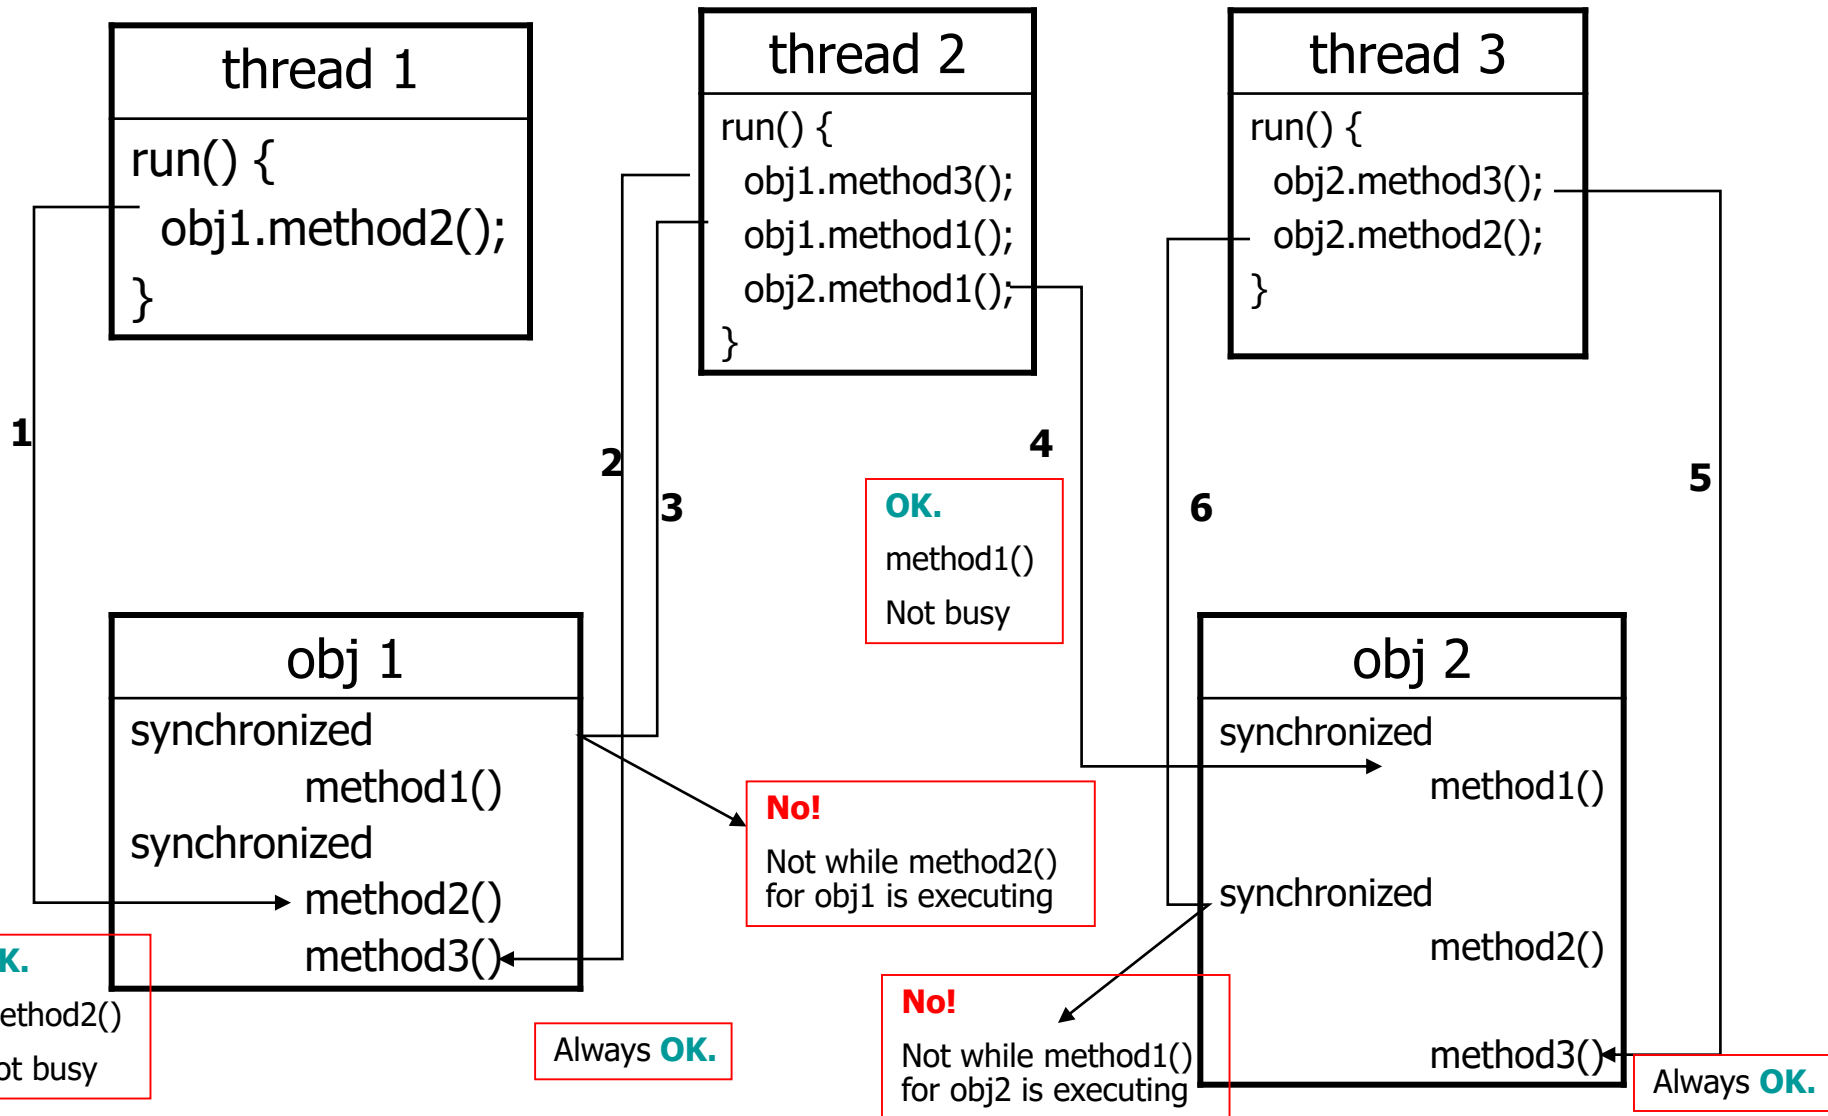 thread 1
run() {
obj1.method2();
}
thread 2
run() {
obj1.method3();
obj1.method1();
obj2.method1();
}
thread 3
run() {
obj2.method3();
obj2.method2();
}
1
2
3
4
5
6
OK.
method1()
Not busy
obj 1
synchronized
method1()
synchronized
method2()
method3()
obj 2
synchronized
method1()
synchronized
method2()
method3()
No!
Not while method2()
for obj1 is executing
K.
ethod2()
ot busy
Always OK.
No!
Not while method1()
for obj2 is executing
Always OK.